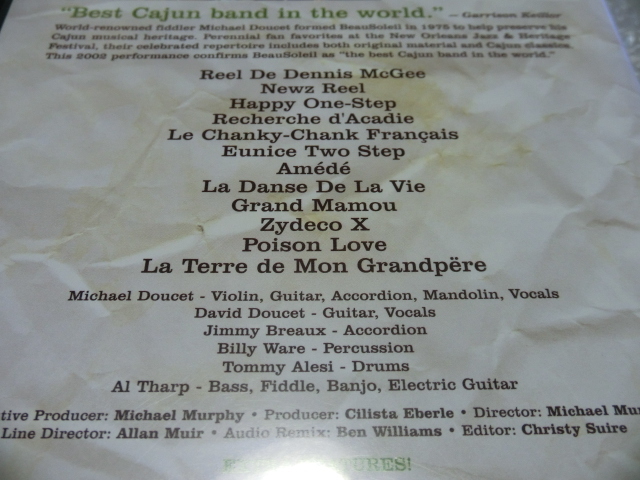 "Best Cajun band in the world." – Garrison Keillor
World-renowned fiddler Michael Doucet formed BeauSoleil in 1975 to help preserve his
Cajun musical heritage. Perennial fan favorites at the New Orleans Jazz & Heritage
Festival, their celebrated repertoire includes both original material and Cajun classics.
This 2002 performance confirms BeauSoleil as "the best Cajun band in the world."
Reel De Dennis McGee
Newz Reel
Happy One-Step
Recherche d'Acadie
Le Chanky-Chank Français
Eunice Two Step
Amédé
La Danse De La Vie
Grand Mamou
Zydeco X
Poison Love
La Terre de Mon Grandpëre
Michael Doucet - Violin, Guitar, Accordion, Mandolin, Vocals
David Doucet - Guitar, Vocals
Jimmy Breaux - Accordion
Billy Ware - Percussion
Tommy Alesi - Drums
Al Tharp - Bass, Fiddle, Banjo, Electric Guitar
tive Producer: Michael Murphy • Producer: Cilista Eberle • Director: Michael Mu
Line Director: Allan Muir • Audio Remix: Ben Williams • Editor: Christy Suire